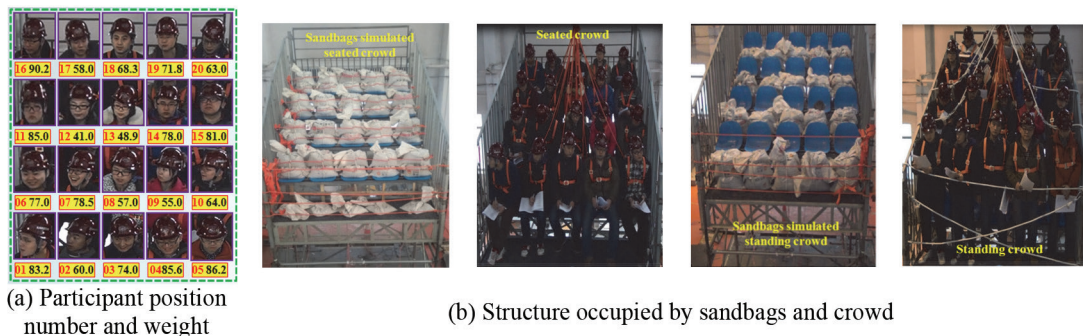 16 90.2 17 58.0 18 68.3 19 71.8 20 63.0
11 85.0 12 41.0 13 48.9 14 78.0 15 81.0
06 77.0 07 78.5 08 57.0 09 55.0 10 64.0
01 83.2 02 60.0 03 74.0 04 85.6 05 86.2
(a) Participant position
number and weight
Sandbags simulated
seated crowd
Seated crowd
Sandbags simulated
standing crowd
Standing crowd
(b) Structure occupied by sandbags and crowd